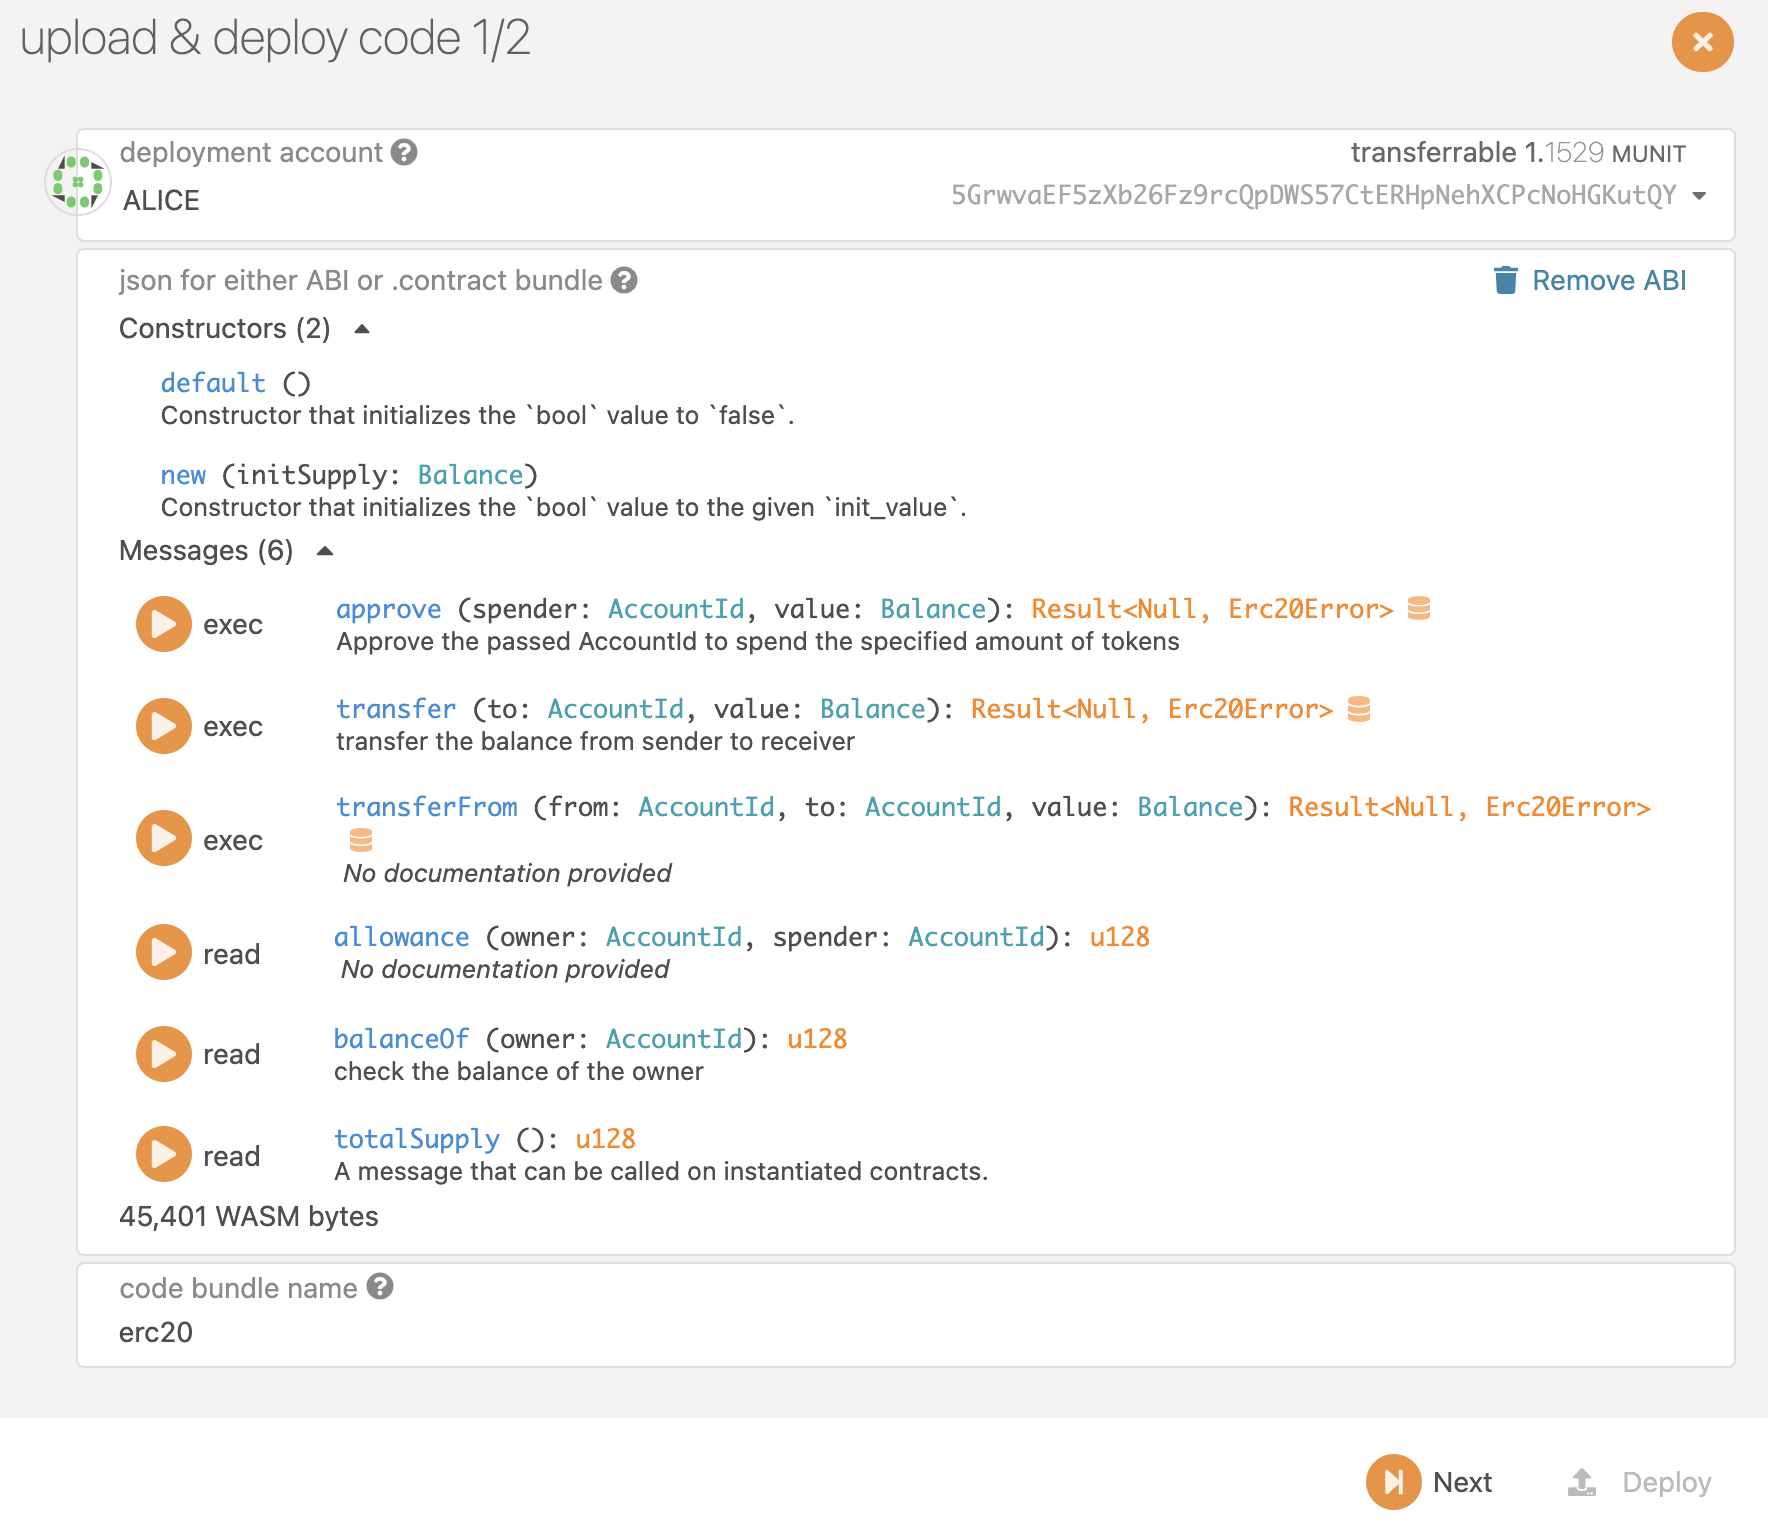 upload & deploy code 1/2
deployment account
transferrable 1.1529 MUNIT
ALICE
5GrwvaEF5zXb26Fz9rcQpDWS57CtERHpNehXCPcNoHGKutQY
json for either ABI or .contract bundle
Remove ABI
Constructors (2)
default ()
Constructor that initializes the `bool` value to `false`.
new (initSupply: Balance)
Constructor that initializes the `bool` value to the given `init_value`.
Messages (6)
exec
approve (spender: AccountId, value: Balance): Result<Null, Erc20Error>
Approve the passed AccountId to spend the specified amount of tokens
exec
transfer (to: AccountId, value: Balance): Result<Null, Erc20Error>
transfer the balance from sender to receiver
exec
transferFrom (from: AccountId, to: AccountId, value: Balance): Result<Null, Erc20Error>
No documentation provided
read
allowance (owner: AccountId, spender: AccountId): u128
No documentation provided
read
balanceOf (owner: AccountId): u128
check the balance of the owner
read
totalSupply (): u128
A message that can be called on instantiated contracts.
45,401 WASM bytes
code bundle name
erc20
Next
Deploy